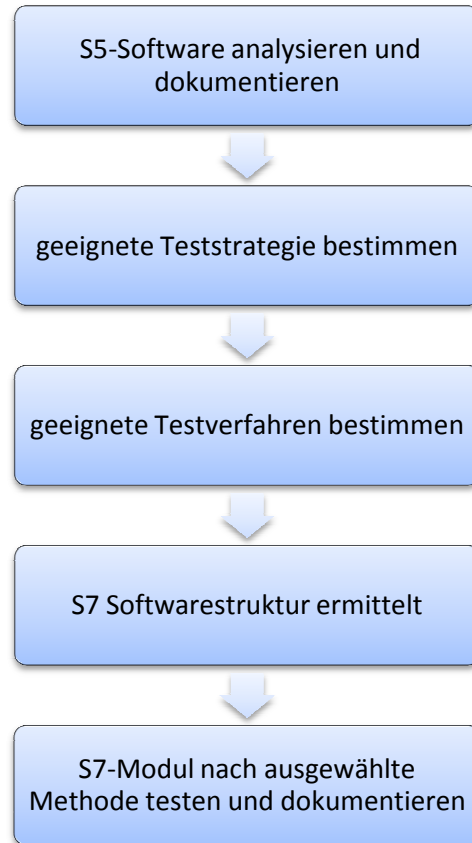 S5-Software analysieren und
dokumentieren
geeignete Teststrategie bestimmen
geeignete Testverfahren bestimmen
S7 Softwarestruktur ermittelt
S7-Modul nach ausgewählte
Methode testen und dokumentieren